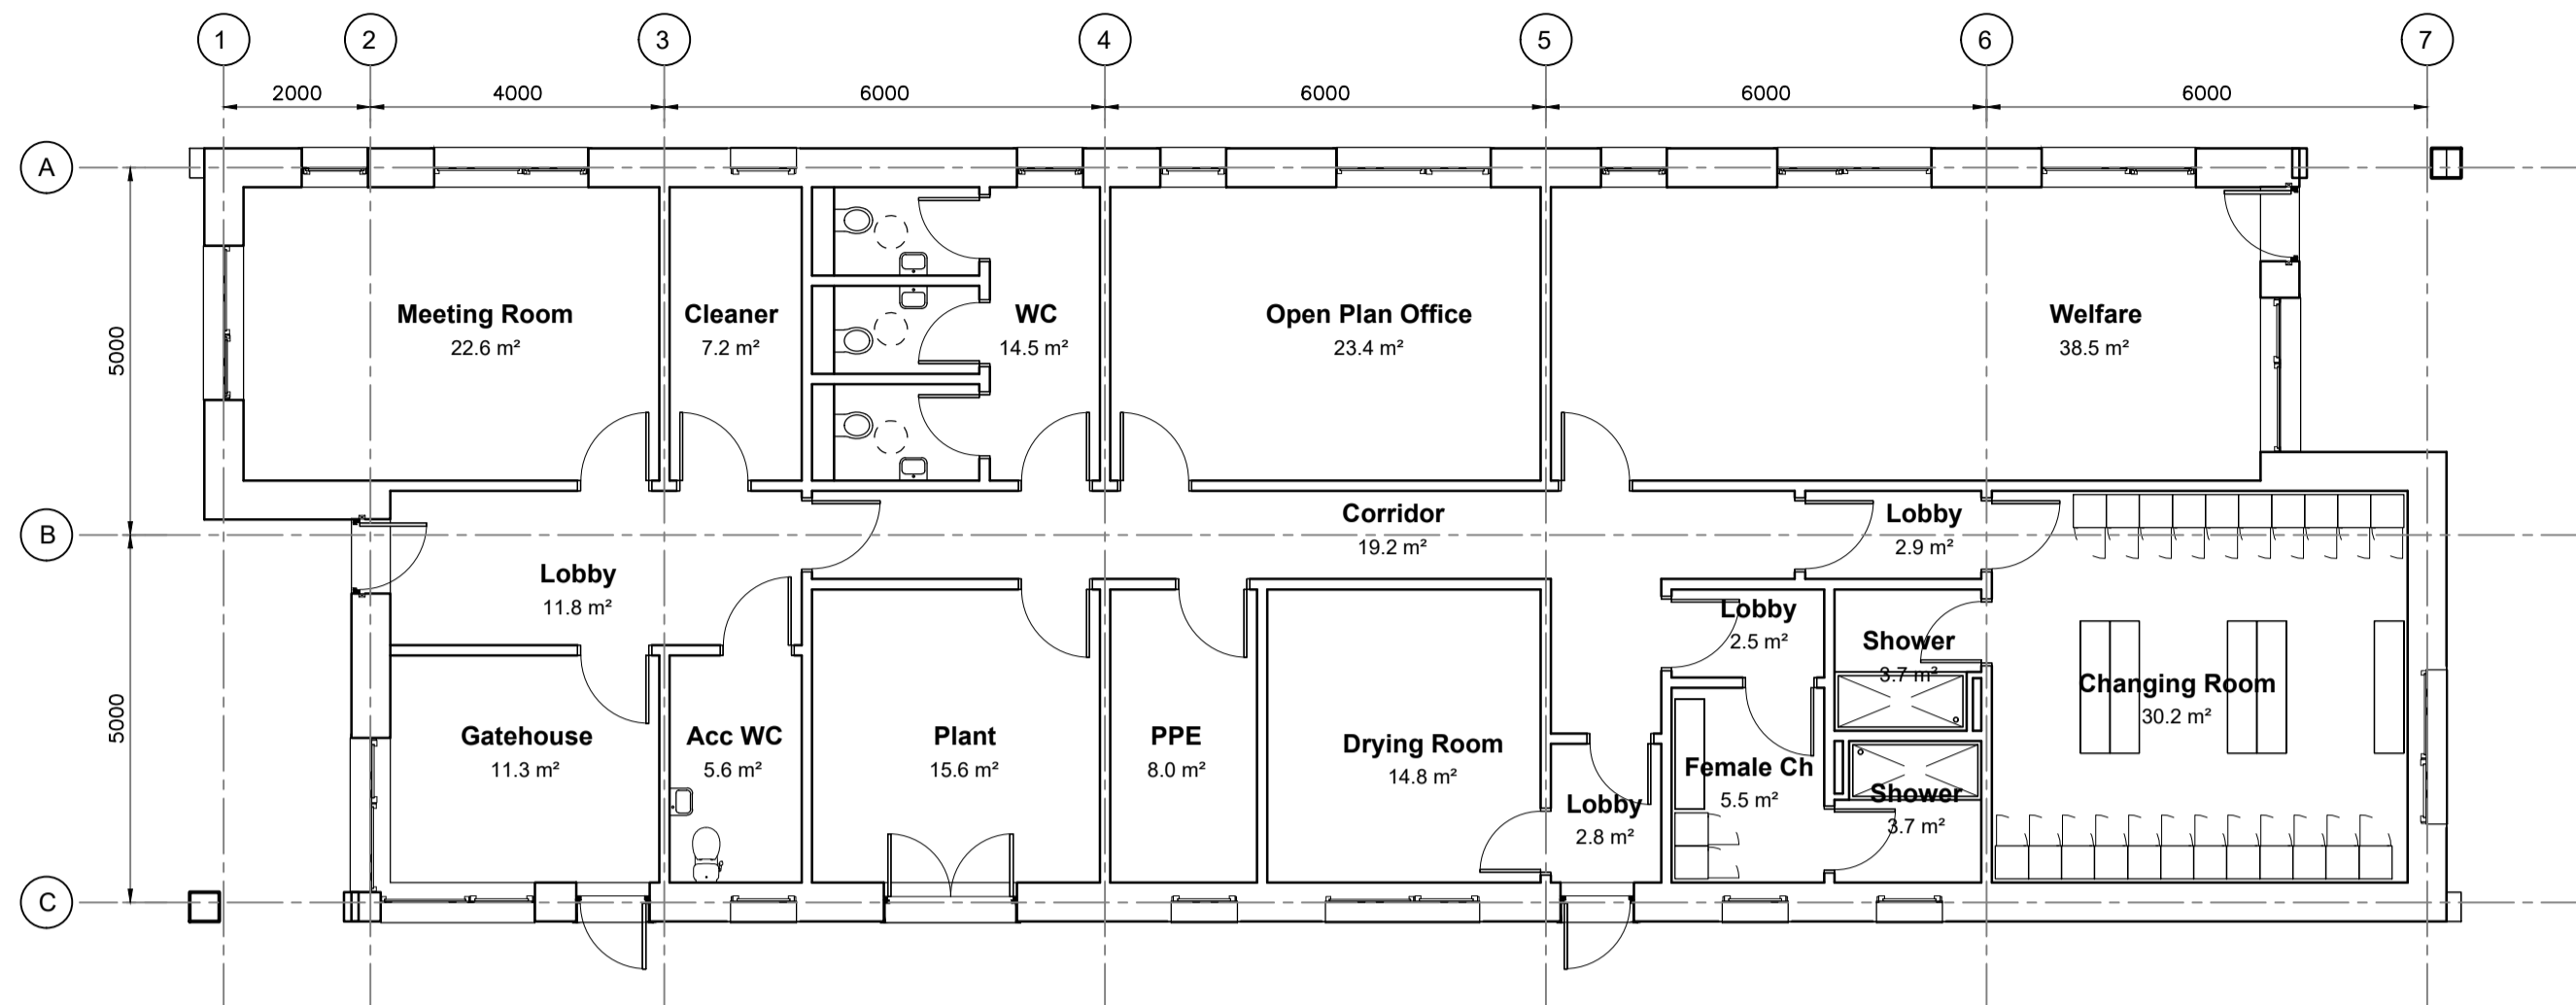 1 2 3 4 5 6 7
2000 4000 6000 6000 6000 6000
A
5000
B
5000
C
Meeting Room
22.6 m²
Cleaner
7.2 m²
WC
14.5 m²
Open Plan Office
23.4 m²
Welfare
38.5 m²
Corridor
19.2 m²
Lobby
2.9 m²
Lobby
11.8 m²
Lobby
2.5 m²
Shower
3.7 m²
Changing Room
30.2 m²
Gatehouse
11.3 m²
Acc WC
5.6 m²
Plant
15.6 m²
PPE
8.0 m²
Drying Room
14.8 m²
Female Ch
5.5 m²
Lobby
2.8 m²
Shower
3.7 m²